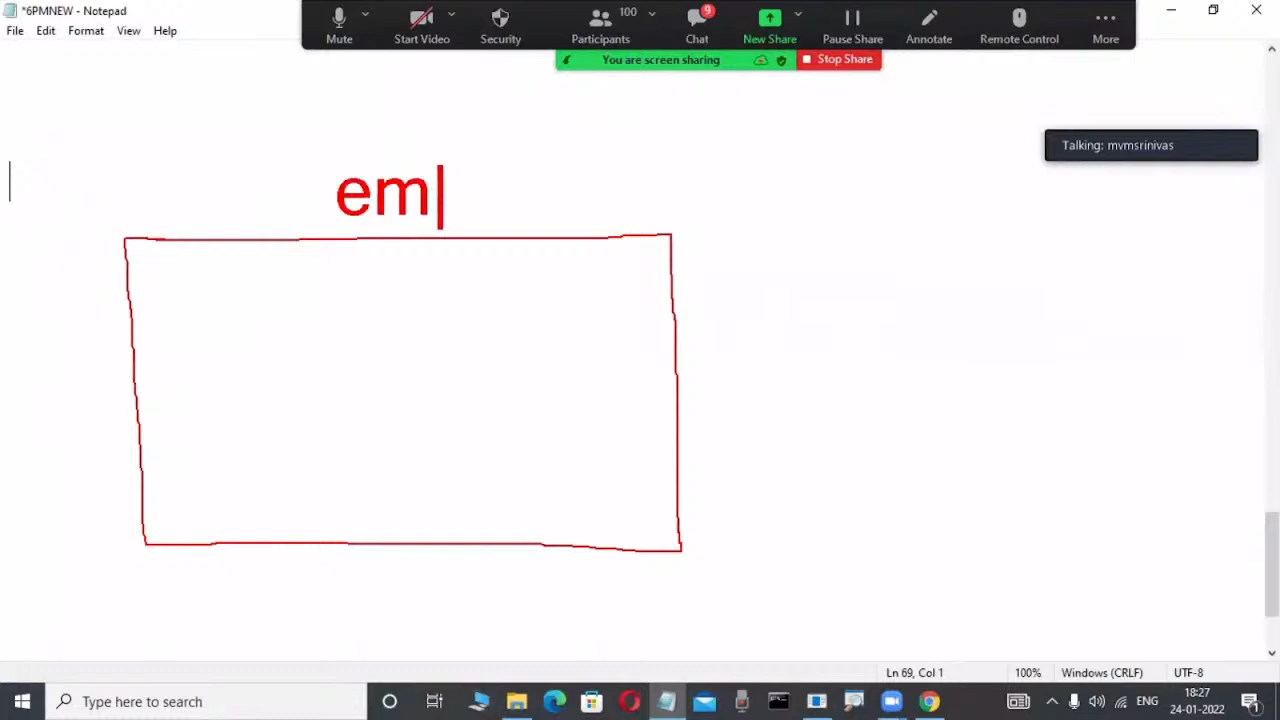 *6PMNEW - Notepad
File Edit Format View Help
100
9
Mute Start Video Security Participants Chat New Share Pause Share Annotate Remote Control More
You are screen sharing Stop Share
Talking: mvmsrinivas
em
Ln 69, Col 1 100% Windows (CRLF) UTF-8
Type here to search
ENG
18:27
24-01-2022
1